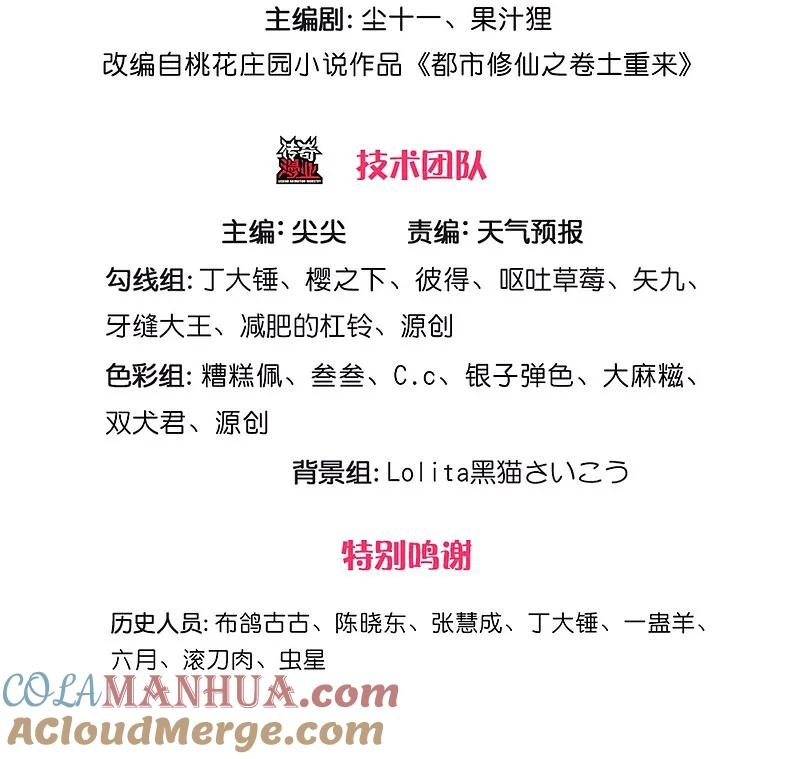 主编剧: 尘十一、果汁狸
改编自桃花庄园小说作品《都市修仙之卷土重来》
传奇
漫业
技术团队
主编: 尖尖 责编: 天气预报
勾线组: 丁大锤、樱之下、彼得、呕吐草莓、矢九、
牙缝大王、减肥的杠铃、源创
色彩组: 糟糕佩、叁叁、C.c、银子弹色、大麻糍、
双犬君、源创
背景组: Lolita黑猫さいこう
特别鸣谢
历史人员: 布鸽古古、陈晓东、张慧成、丁大锤、一蛊羊、
六月、滚刀肉、虫星
COLAMANHUA.com
ACloudMerge.com